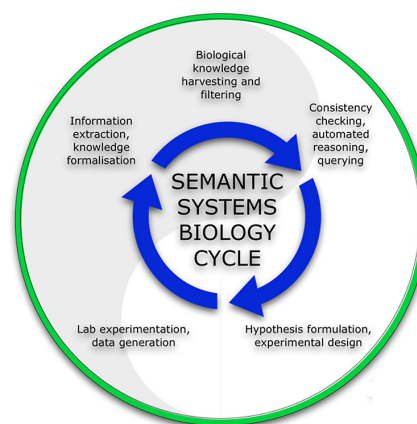 Biological
knowledge
harvesting and
filtering
Consistency
checking,
automated
reasoning,
querying
Information
extraction,
knowledge
formalisation
SEMANTIC
SYSTEMS
BIOLOGY
CYCLE
Lab experimentation,
data generation
Hypothesis formulation,
experimental design